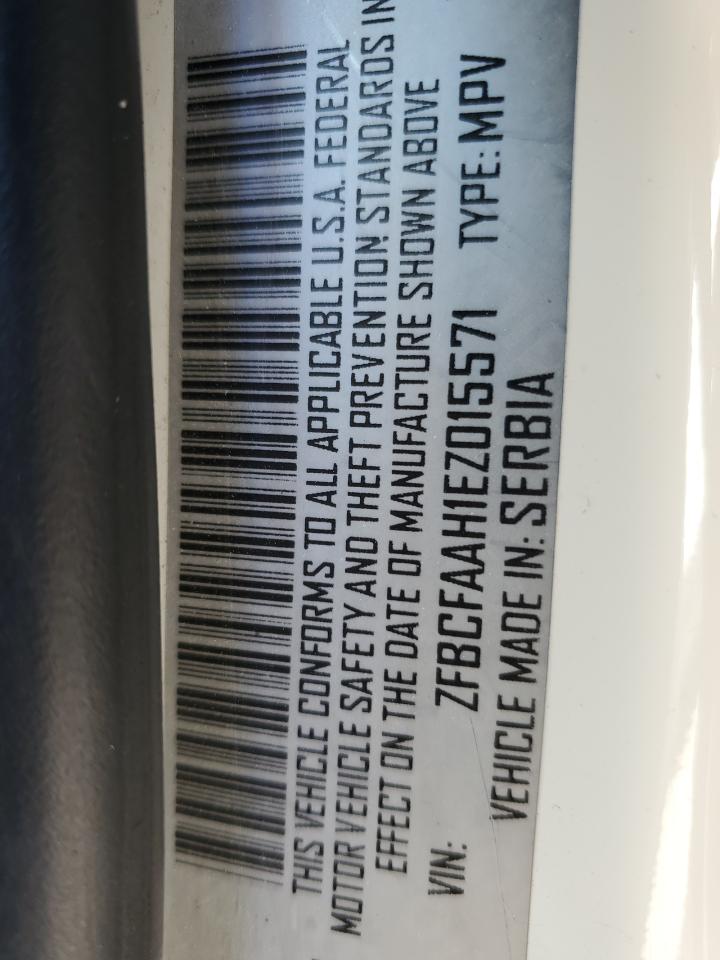 THIS VEHICLE CONFORMS TO ALL APPLICABLE U.S.A. FEDERAL
MOTOR VEHICLE SAFETY AND THEFT PREVENTION STANDARDS IN
EFFECT ON THE DATE OF MANUFACTURE SHOWN ABOVE
VIN: ZFBCFAAH1EZ015571 TYPE: MPV
VEHICLE MADE IN: SERBIA